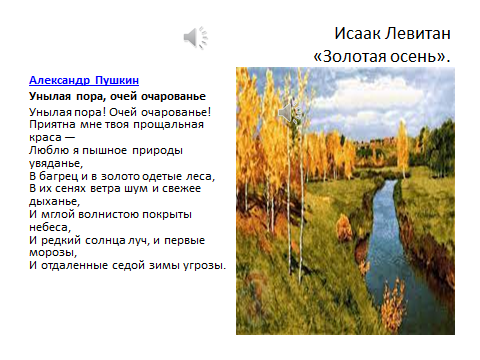 Исаак Левитан
«Золотая осень».
Александр Пушкин
Унылая пора, очей очарованье
Унылая пора! Очей очарованье!
Приятна мне твоя прощальная
краса —
Люблю я пышное природы
увяданье,
В багрец и в золото одетые леса,
В их сенях ветра шум и свежее
дыханье,
И мглой волнистою покрыты
небеса,
И редкий солнца луч, и первые
морозы,
И отдаленные седой зимы угрозы.